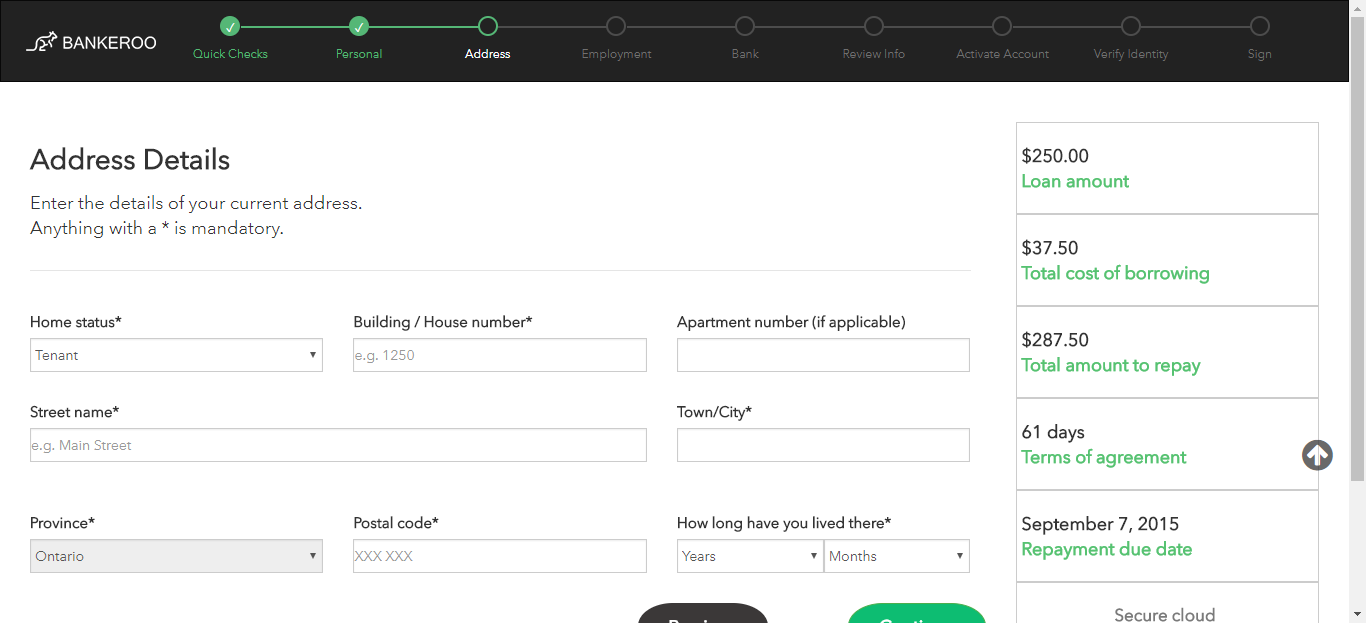 BANKEROO
Quick Checks
Personal
Address
Employment
Bank
Review Info
Activate Account
Verify Identity
Sign
Address Details
Enter the details of your current address.
Anything with a * is mandatory.
Home status*
Building / House number*
Apartment number (if applicable)
Tenant
e.g. 1250
Street name*
Town/City*
e.g. Main Street
Province*
Postal code*
How long have you lived there*
Ontario
XXX XXX
Years
Months
$250.00
Loan amount
$37.50
Total cost of borrowing
$287.50
Total amount to repay
61 days
Terms of agreement
September 7, 2015
Repayment due date
Secure cloud